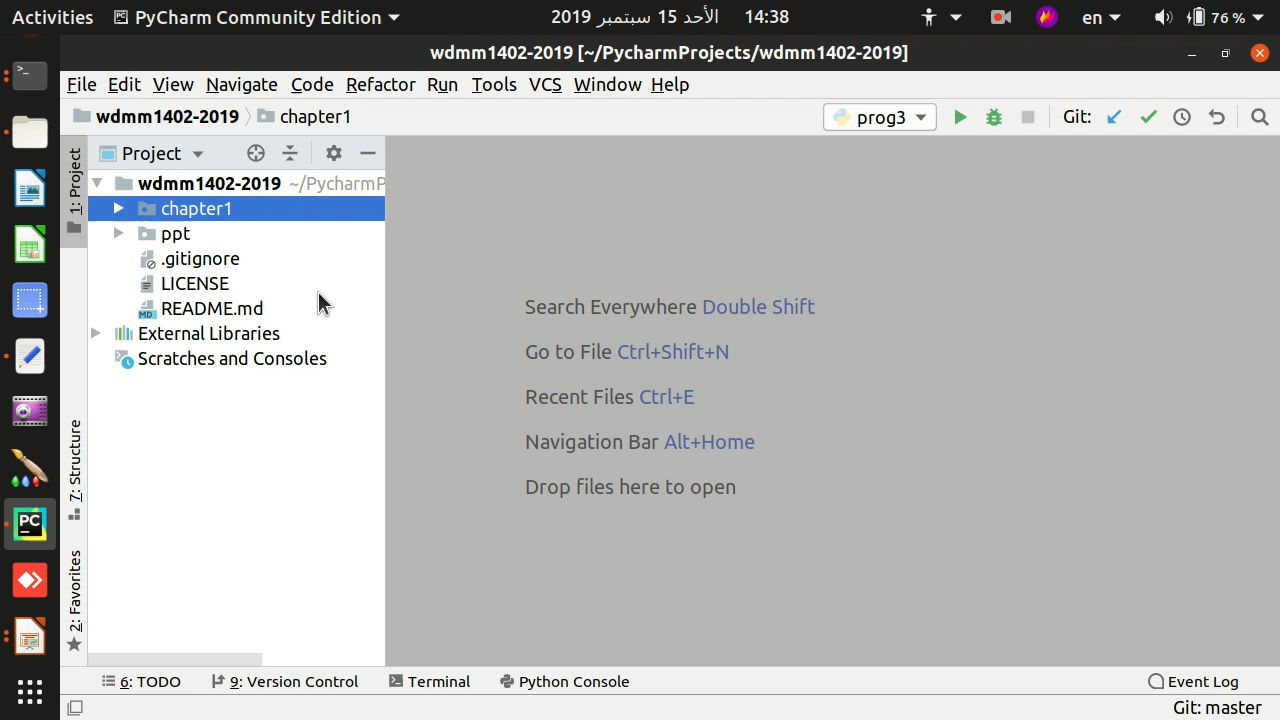 Activities PyCharm Community Edition الأحد 15 سبتمبر 2019 14:38 en 76 %
wdmm1402-2019 [~/PycharmProjects/wdmm1402-2019]
File Edit View Navigate Code Refactor Run Tools VCS Window Help
wdmm1402-2019 chapter1 prog3 Git:
1: Project
Project
wdmm1402-2019 ~/PycharmP
chapter1
ppt
.gitignore
LICENSE
README.md
External Libraries
Scratches and Consoles
Search Everywhere Double Shift
Go to File Ctrl+Shift+N
Recent Files Ctrl+E
Navigation Bar Alt+Home
Drop files here to open
7: Structure
2: Favorites
6: TODO 9: Version Control Terminal Python Console Event Log
Git: master